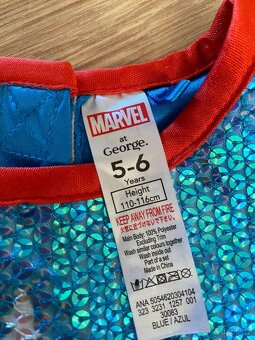 MARVEL
at
George.
5-6
Years
Height
110-116cm
KEEP AWAY FROM FIRE
Main Body: 100% Polyester
Excluding Trim
Wash similar colours together
Wash inside out
Part of a set
Made in China
ANA 5054620304104
323 3231 1257 001
30083
BLUE / AZUL